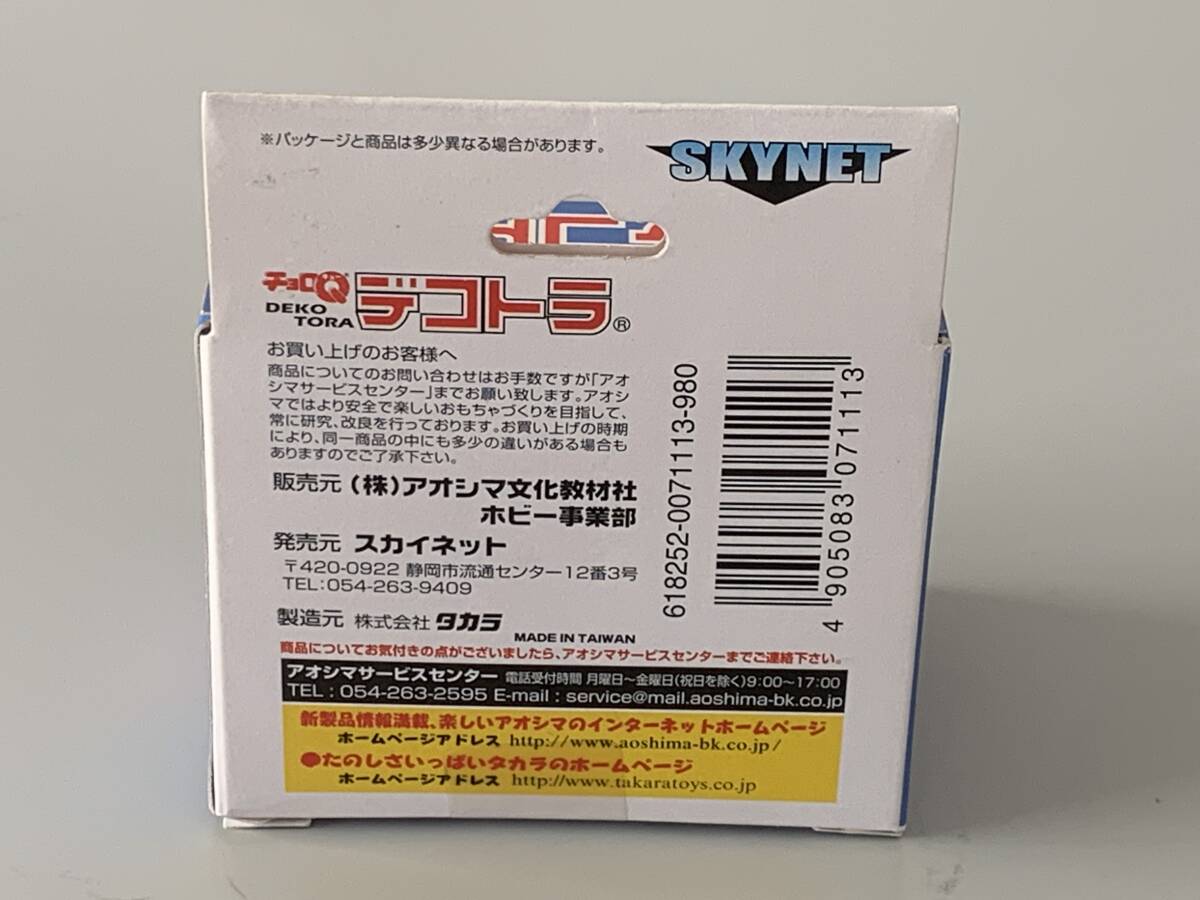 ※パッケージと商品は多少異なる場合があります。
SKYNET
チョロQ
DEKO
TORA
デコトラ®
お買い上げのお客様へ
商品についてのお問い合わせはお手数ですが「アオ
シマサービスセンター」までお願い致します。アオシ
マではより安全で楽しいおもちゃづくりを目指して、
常に研究、改良を行っております。お買い上げの時期
により、同一商品の中にも多少の違いがある場合も
ありますのでご了承下さい。
販売元 (株)アオシマ文化教材社
ホビー事業部
発売元 スカイネット
〒420-0922 静岡市流通センター12番3号
TEL:054-263-9409
製造元 株式会社 タカラ
MADE IN TAIWAN
618252-0071113-980
4 905083 071113
商品についてお気付きの点がございましたら、アオシマサービスセンターまでご連絡下さい。
アオシマサービスセンター 電話受付時間 月曜日~金曜日(祝日を除く)9:00~17:00
TEL:054-263-2595 E-mail:service@mail.aoshima-bk.co.jp
新製品情報満載、楽しいアオシマのインターネットホームページ
ホームページアドレス http://www.aoshima-bk.co.jp/
●たのしさいっぱいタカラのホームページ
ホームページアドレス http://www.takaratoys.co.jp